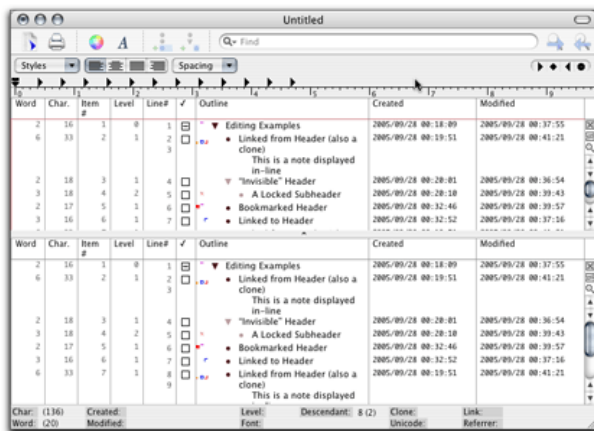 Untitled
Find
Styles Spacing
0 1 2 3 4 5 6 7 8 9
Word Char. Item # Level Line# ✓ Outline Created Modified
2 16 1 0 1 Editing Examples 2005/09/28 00:18:09 2005/09/28 00:37:55
6 33 2 1 2 Linked from Header (also a 2005/09/28 00:19:51 2005/09/28 00:41:21
3 clone)
This is a note displayed
in-line
2 18 3 1 4 "Invisible" Header 2005/09/28 00:20:01 2005/09/28 00:36:54
3 18 4 2 5 A Locked Subheader 2005/09/28 00:20:10 2005/09/28 00:39:43
2 17 5 1 6 Bookmarked Header 2005/09/28 00:32:46 2005/09/28 00:39:57
3 16 6 1 7 Linked to Header 2005/09/28 00:32:52 2005/09/28 00:37:16
Word Char. Item # Level Line# ✓ Outline Created Modified
2 16 1 0 1 Editing Examples 2005/09/28 00:18:09 2005/09/28 00:37:55
6 33 2 1 2 Linked from Header (also a 2005/09/28 00:19:51 2005/09/28 00:41:21
3 clone)
This is a note displayed
in-line
2 18 3 1 4 "Invisible" Header 2005/09/28 00:20:01 2005/09/28 00:36:54
3 18 4 2 5 A Locked Subheader 2005/09/28 00:20:10 2005/09/28 00:39:43
2 17 5 1 6 Bookmarked Header 2005/09/28 00:32:46 2005/09/28 00:39:57
3 16 6 1 7 Linked to Header 2005/09/28 00:32:52 2005/09/28 00:37:16
6 33 7 1 8 Linked from Header (also a 2005/09/28 00:19:51 2005/09/28 00:41:21
9 clone)
This is a note displayed
in-line
Char: (136) Created: Level: Descendant: 8 (2) Clone: Link:
Word: (20) Modified: Font: Unicode: Referrer: